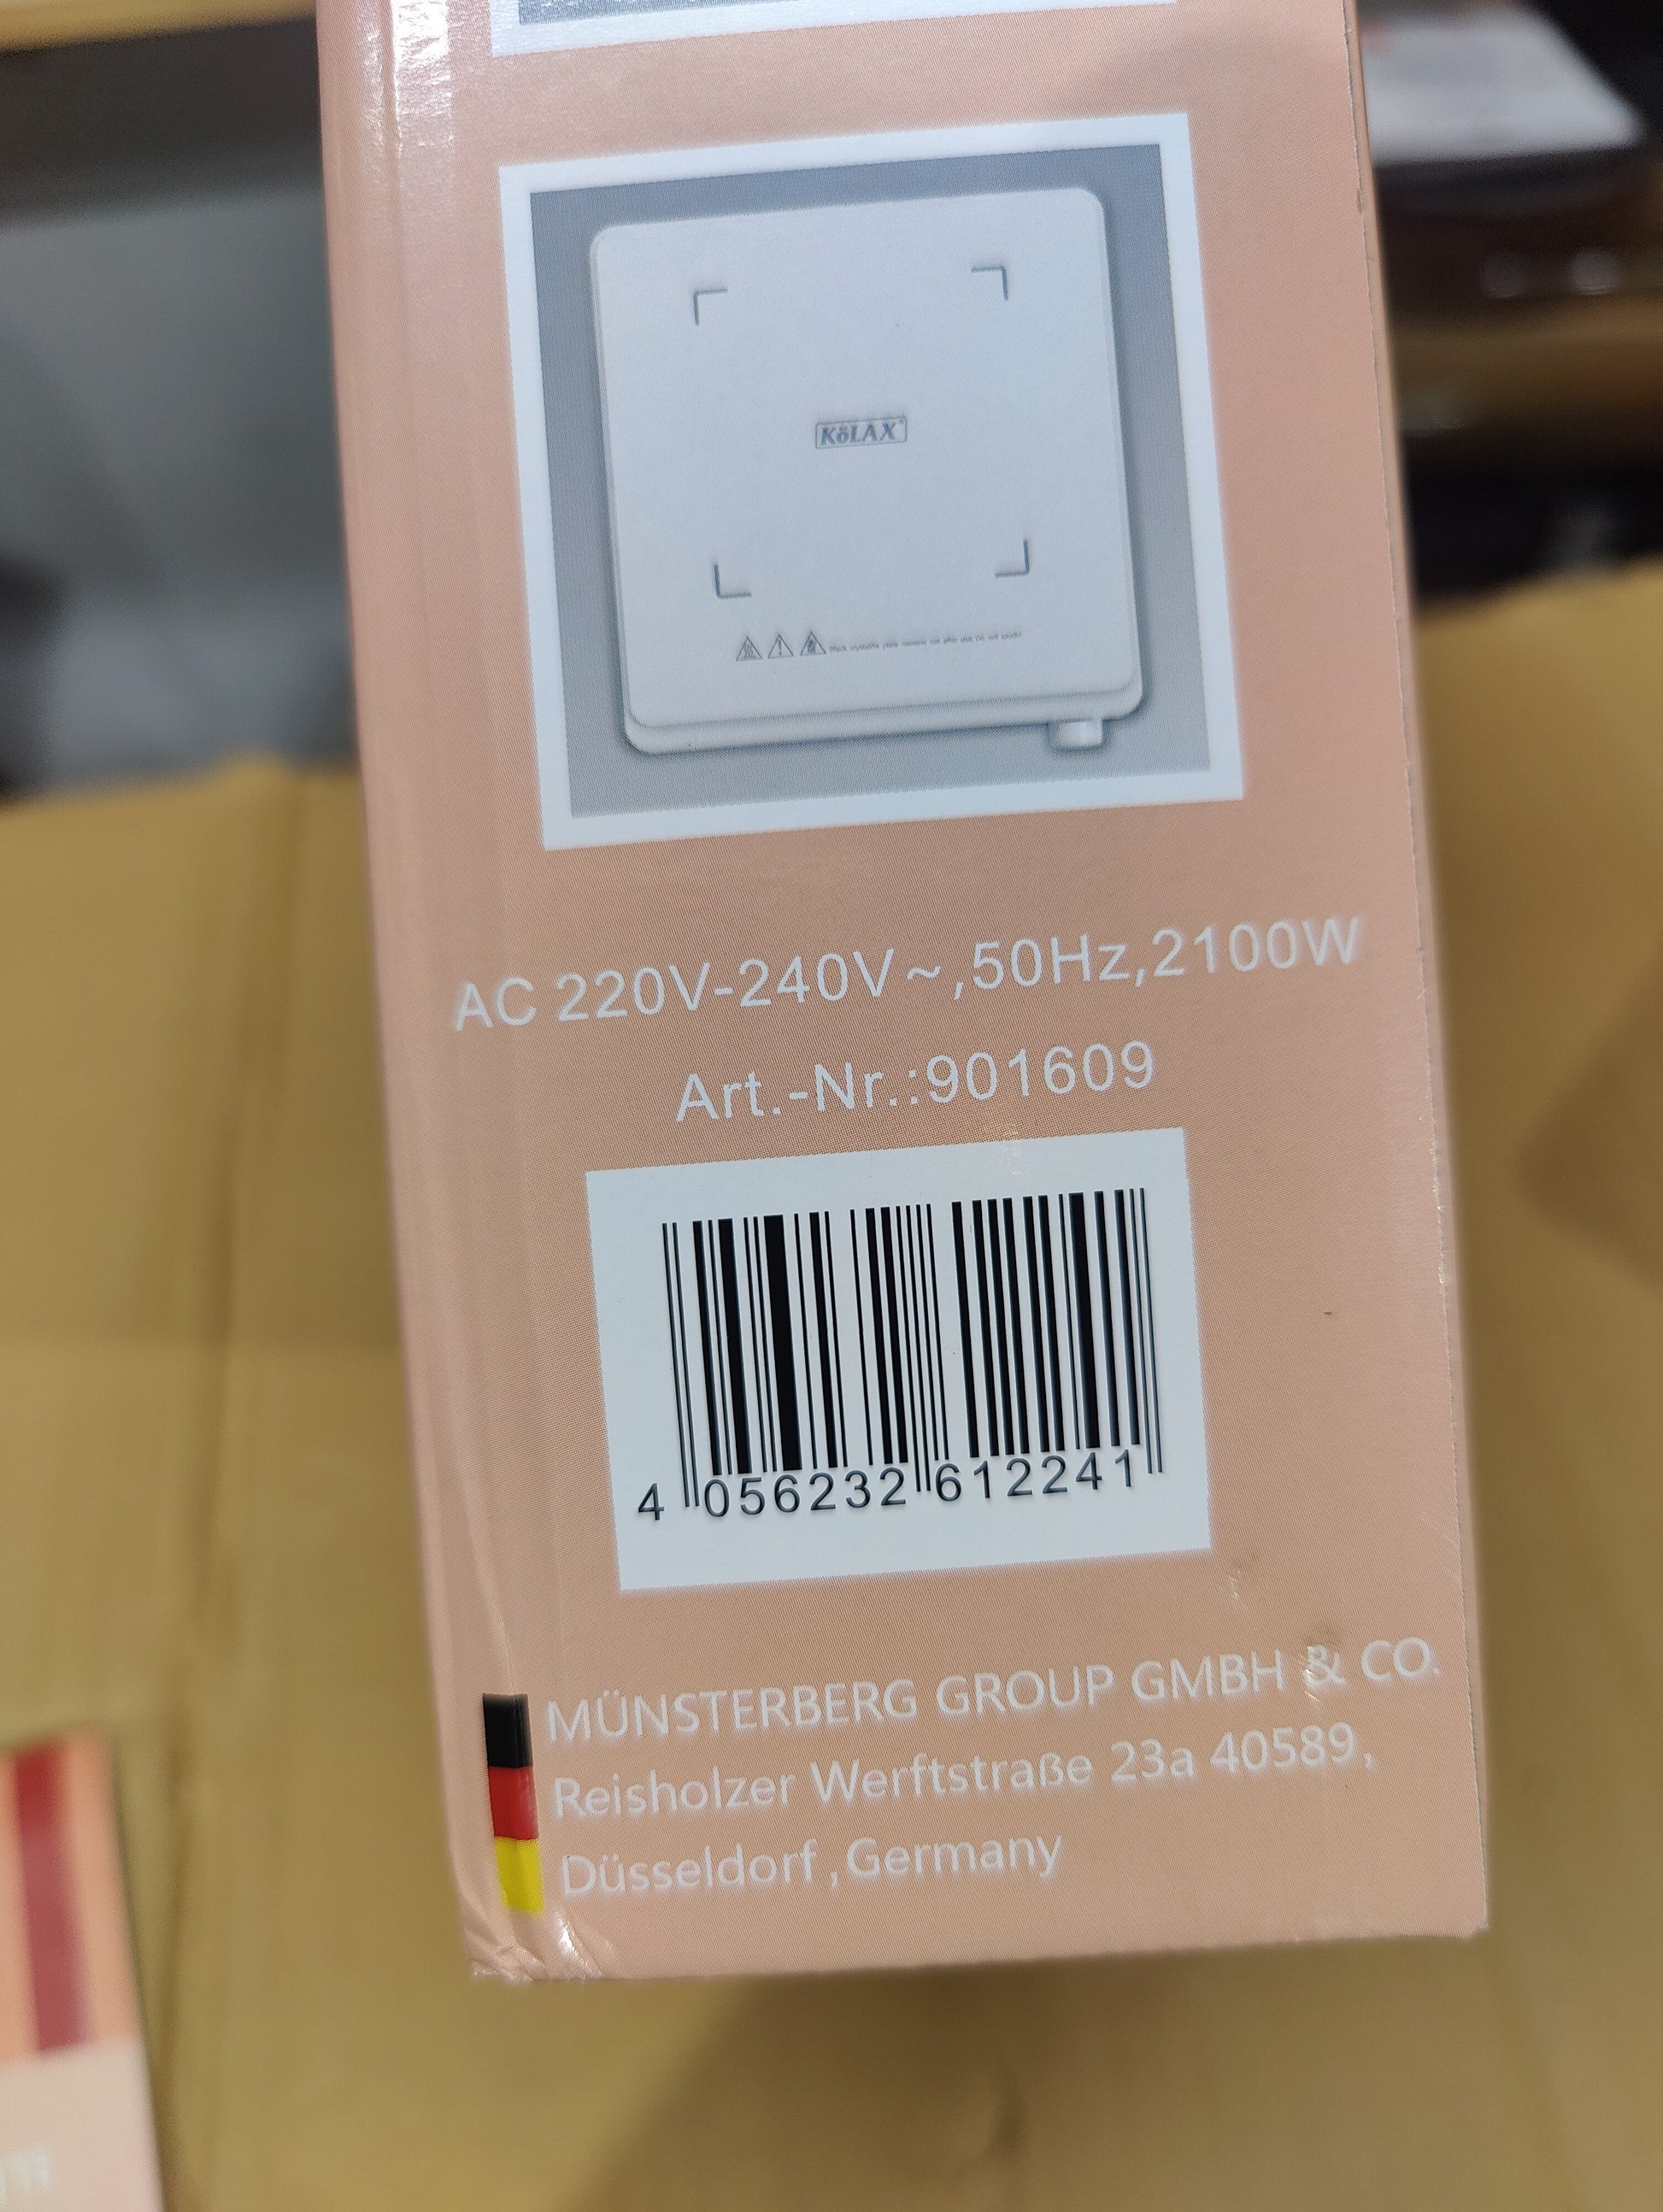 KöLAX
AC 220V-240V~,50Hz,2100W
Art.-Nr.:901609
4 056232 612241
MÜNSTERBERG GROUP GMBH & CO.
Reisholzer Werftstraße 23a 40589,
Düsseldorf ,Germany